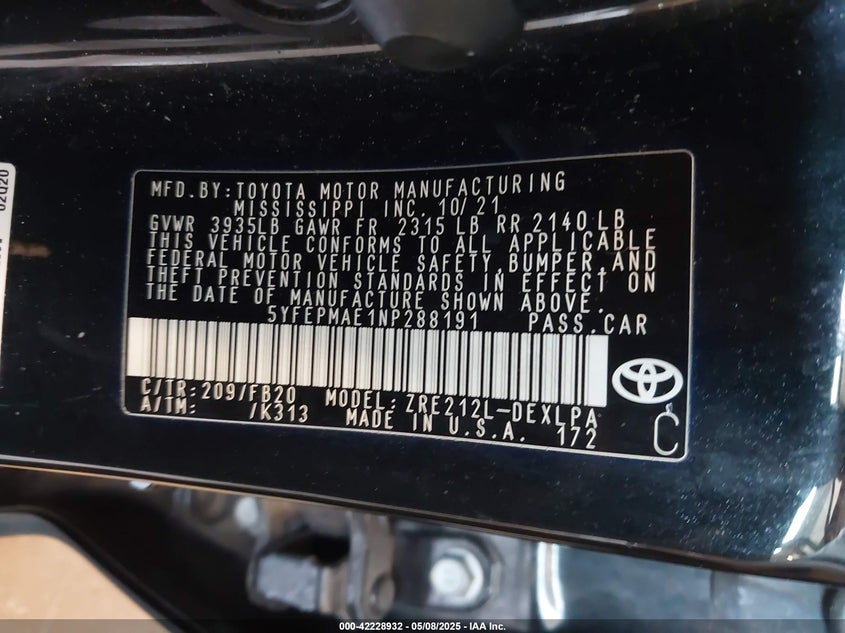 MFD.BY:TOYOTA MOTOR MANUFACTURING
MISSISSIPPI INC. 10/21
GVWR 3935LB GAWR FR 2315 LB RR 2140 LB
THIS VEHICLE CONFORMS TO ALL APPLICABLE
FEDERAL MOTOR VEHICLE SAFETY,BUMPER,AND
THEFT PREVENTION STANDARDS IN EFFECT ON
THE DATE OF MANUFACTURE SHOWN ABOVE.
5YFEPMAE1NP288191 PASS.CAR
C/TR:209/FB20 MODEL:ZRE212L-DEXLPA
A/TM: /K313 MADE IN U.S.A. 172
C
000-42228932 - 05/08/2025 - IAA Inc.